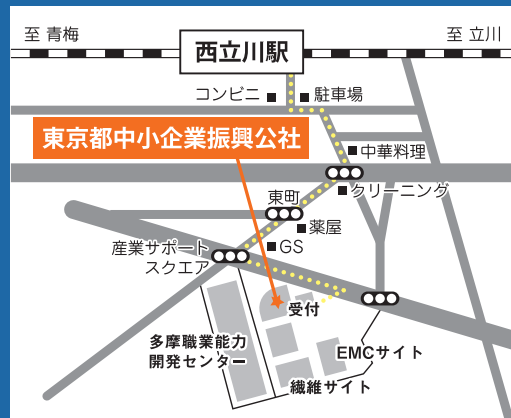 至 青梅
至 立川
西立川駅
コンビニ
駐車場
東京都中小企業振興公社
中華料理
クリーニング
東町
薬屋
産業サポート
スクエア
GS
受付
多摩職業能力
開発センター
EMCサイト
繊維サイト